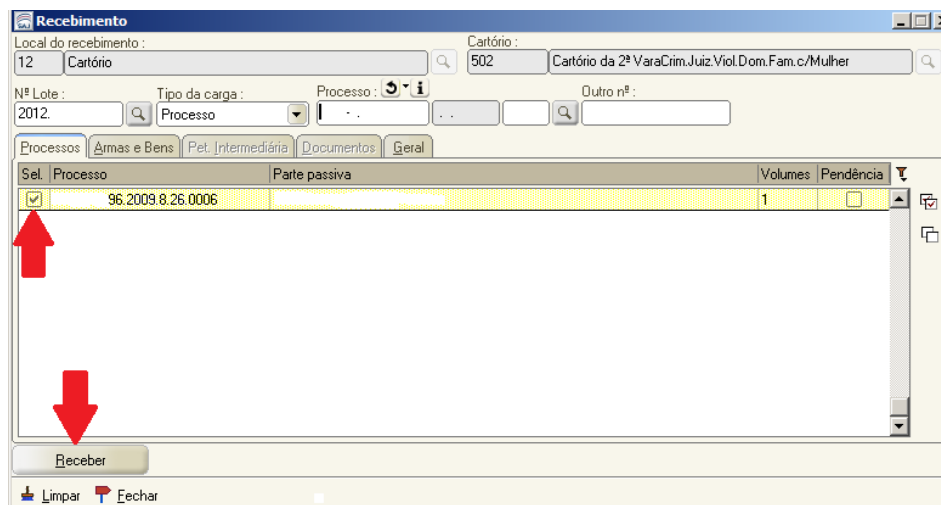 Recebimento
Local do recebimento : Cartório :
12 Cartório 502 Cartório da 2ª VaraCrim.Juiz.Viol.Dom.Fam.c/Mulher
Nº Lote : Tipo da carga : Processo : Outro nº :
2012. Processo - . . .
Processos Armas e Bens Pet. Intermediária Documentos Geral
Sel. Processo Parte passiva Volumes Pendência
96.2009.8.26.0006 1
Receber
Limpar Fechar